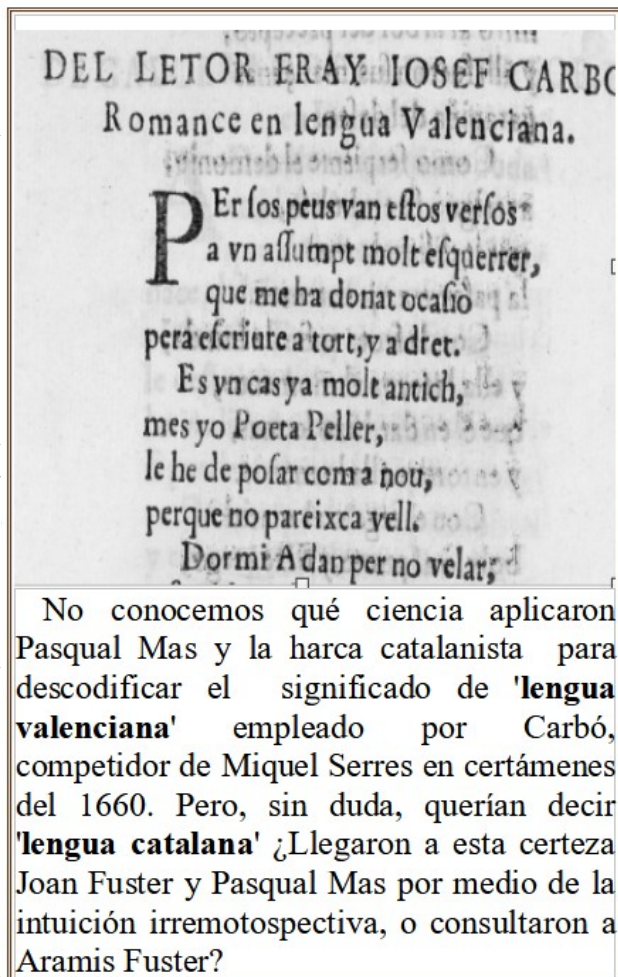 DEL LETOR FRAY IOSEF CARBO
Romance en lengua Valenciana.
PEr ſos peus van eſtos verſos
a vn aſſumpt molt eſquerrer,
que me ha donat ocaſio
pera eſcriure a tort, y a dret.
Es vn cas ya molt antich,
mes yo Poeta Peller,
le he de poſar com a nou,
perque no pareixca vell.
Dormi Adan per no velar;
No conocemos qué ciencia aplicaron
Pasqual Mas y la harca catalanista para
descodificar el significado de 'lengua
valenciana' empleado por Carbó,
competidor de Miquel Serres en certámenes
del 1660. Pero, sin duda, querían decir
'lengua catalana' ¿Llegaron a esta certeza
Joan Fuster y Pasqual Mas por medio de la
intuición irremotospectiva, o consultaron a
Aramis Fuster?